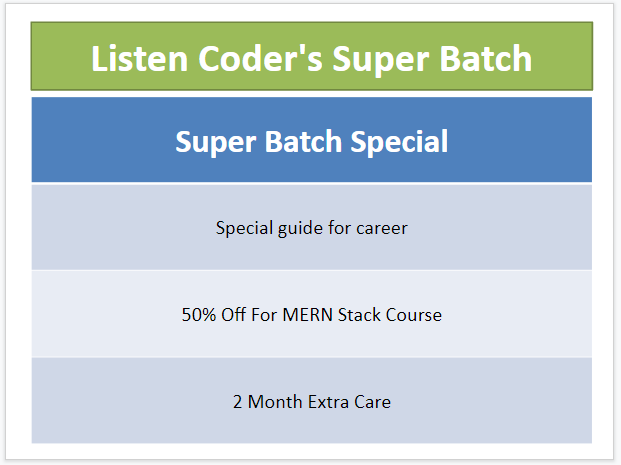 Listen Coder's Super Batch
Super Batch Special
Special guide for career
50% Off For MERN Stack Course
2 Month Extra Care